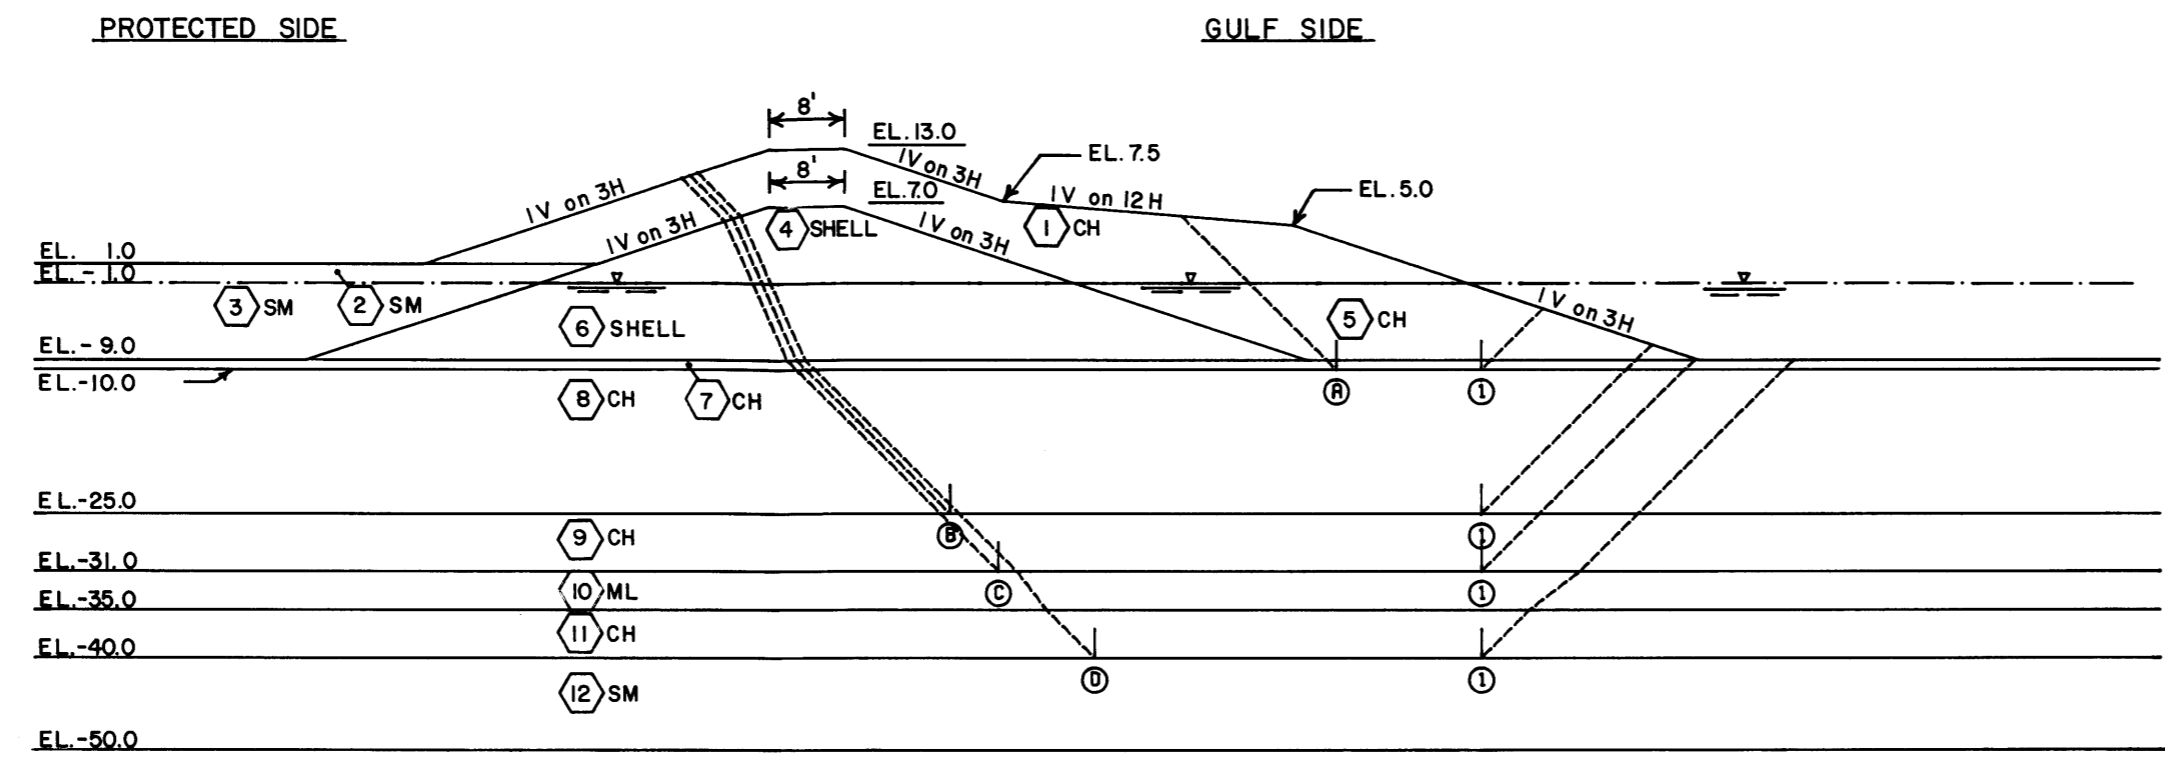 PROTECTED SIDE
GULF SIDE
8'
EL. 13.0
1V on 3H
EL. 7.5
8'
1V on 3H
EL. 7.0
1V on 12H
EL. 5.0
4 SHELL
1 CH
1V on 3H
1V on 3H
EL. 1.0
EL. - 1.0
3 SM
2 SM
6 SHELL
5 CH
1V on 3H
EL. - 9.0
EL. -10.0
8 CH
7 CH
A
1
EL. -25.0
9 CH
B
1
EL. -31.0
10 ML
C
1
EL. -35.0
11 CH
EL. -40.0
12 SM
D
1
EL. -50.0